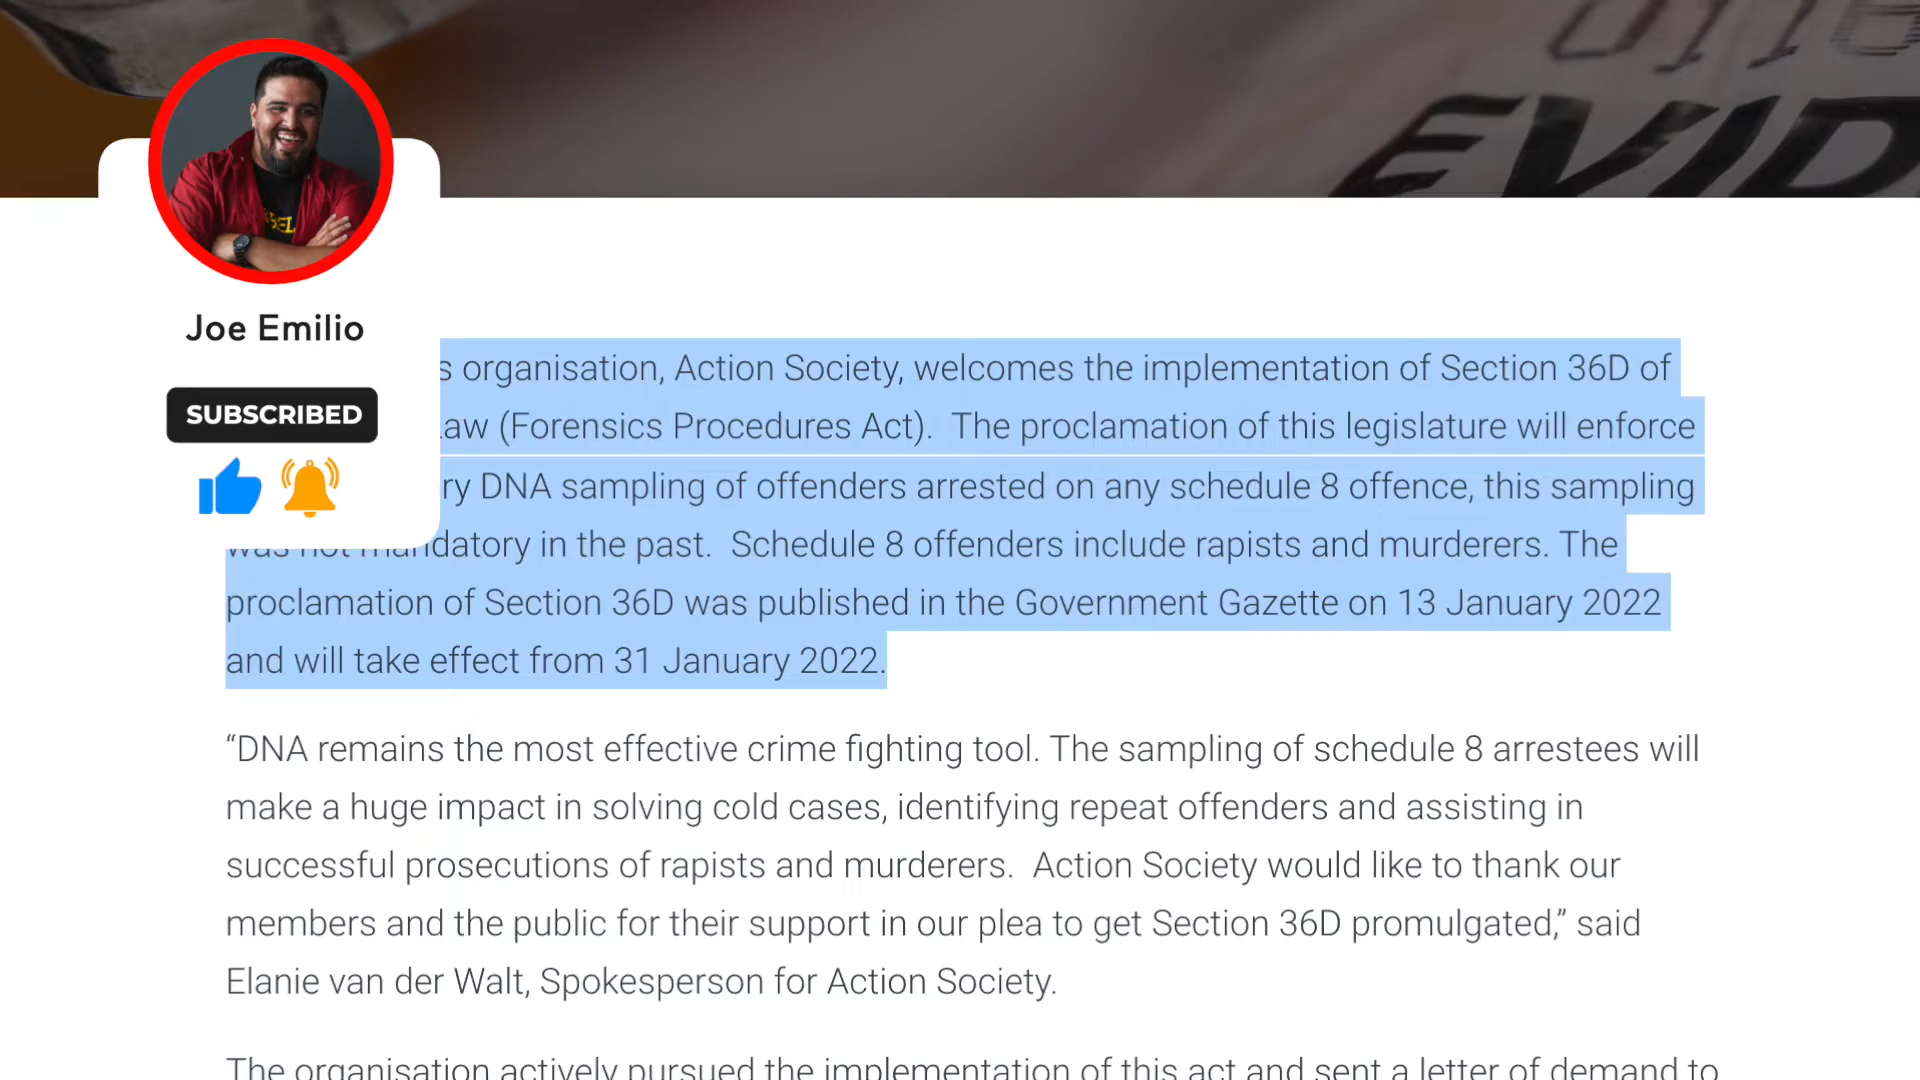 EVID
Joe Emilio
SUBSCRIBED
organisation, Action Society, welcomes the implementation of Section 36D of
(Forensics Procedures Act).  The proclamation of this legislature will enforce
DNA sampling of offenders arrested on any schedule 8 offence, this sampling
was not mandatory in the past.  Schedule 8 offenders include rapists and murderers. The
proclamation of Section 36D was published in the Government Gazette on 13 January 2022
and will take effect from 31 January 2022.
“DNA remains the most effective crime fighting tool. The sampling of schedule 8 arrestees will
make a huge impact in solving cold cases, identifying repeat offenders and assisting in
successful prosecutions of rapists and murderers.  Action Society would like to thank our
members and the public for their support in our plea to get Section 36D promulgated,” said
Elanie van der Walt, Spokesperson for Action Society.
The organisation actively pursued the implementation of this act and sent a letter of demand to